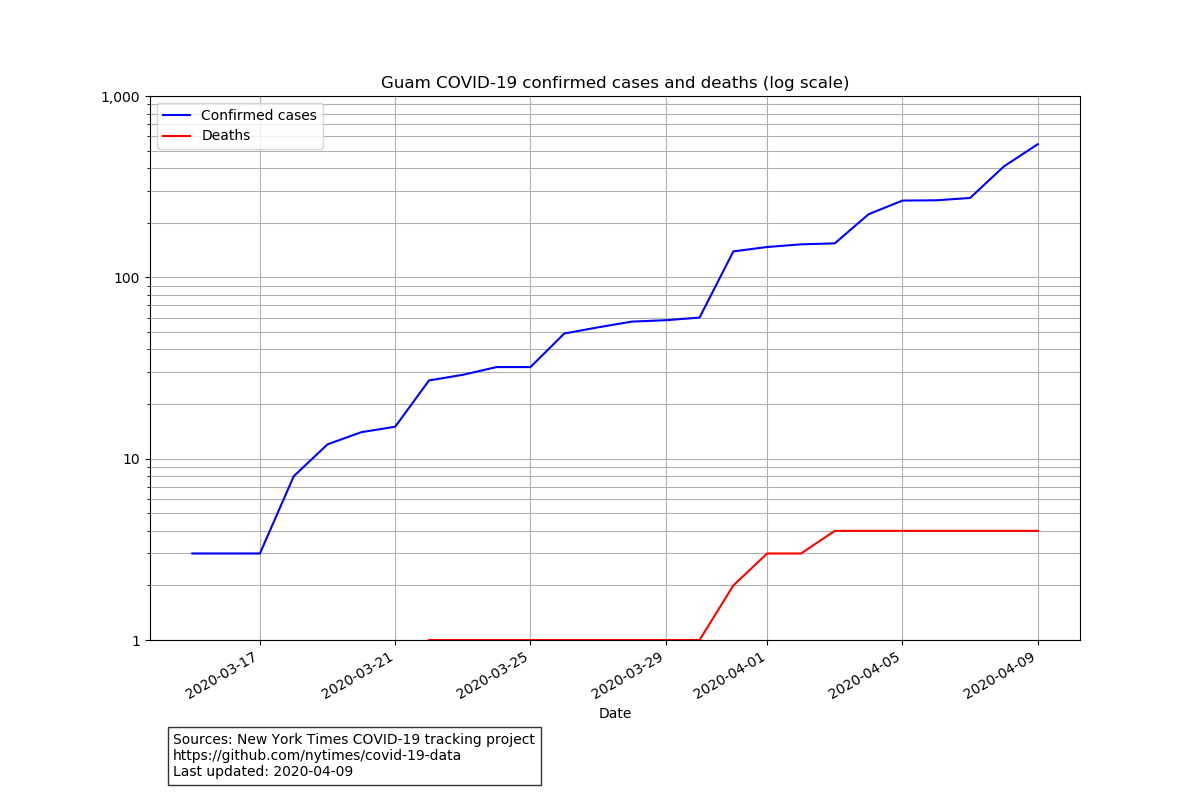 Guam COVID-19 confirmed cases and deaths (log scale)
1,000
Confirmed cases
Deaths
100
10
1
2020-03-17
2020-03-21
2020-03-25
2020-03-29
2020-04-01
2020-04-05
2020-04-09
Date
Sources: New York Times COVID-19 tracking project
https://github.com/nytimes/covid-19-data
Last updated: 2020-04-09